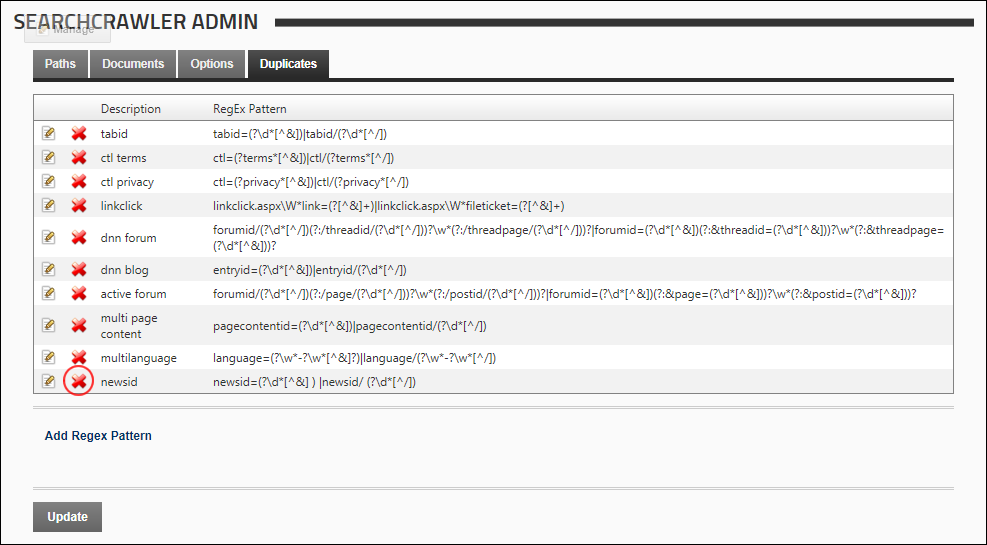 SEARCHCRAWLER ADMIN
Manage
Paths Documents Options Duplicates
Description RegEx Pattern
tabid tabid=(?\d*[^&])|tabid/(?\d*[^/])
ctl terms ctl=(?terms*[^&])|ctl/(?terms*[^/])
ctl privacy ctl=(?privacy*[^&])|ctl/(?privacy*[^/])
linkclick linkclick.aspx\W*link=(?[^&]+)|linkclick.aspx\W*fileticket=(?[^&]+)
dnn forum forumid/(?\d*[^/])(?:/threadid/(?\d*[^/]))?\w*(?:/threadpage/(?\d*[^/]))?|forumid=(?\d*[^&])(?:&threadid=(?\d*[^&]))?\w*(?:&threadpage=
(?\d*[^&]))?
dnn blog entryid=(?\d*[^&])|entryid/(?\d*[^/])
active forum forumid/(?\d*[^/])(?:/page/(?\d*[^/]))?\w*(?:/postid/(?\d*[^/]))?|forumid=(?\d*[^&])(?:&page=(?\d*[^&]))?\w*(?:&postid=(?\d*[^&]))?
multi page
content pagecontentid=(?\d*[^&])|pagecontentid/(?\d*[^/])
multilanguage language=(?\w*-?\w*[^&]?)|language/(?\w*-?\w*[^/])
newsid newsid=(?\d*[^&] ) |newsid/ (?\d*[^/])
Add Regex Pattern
Update